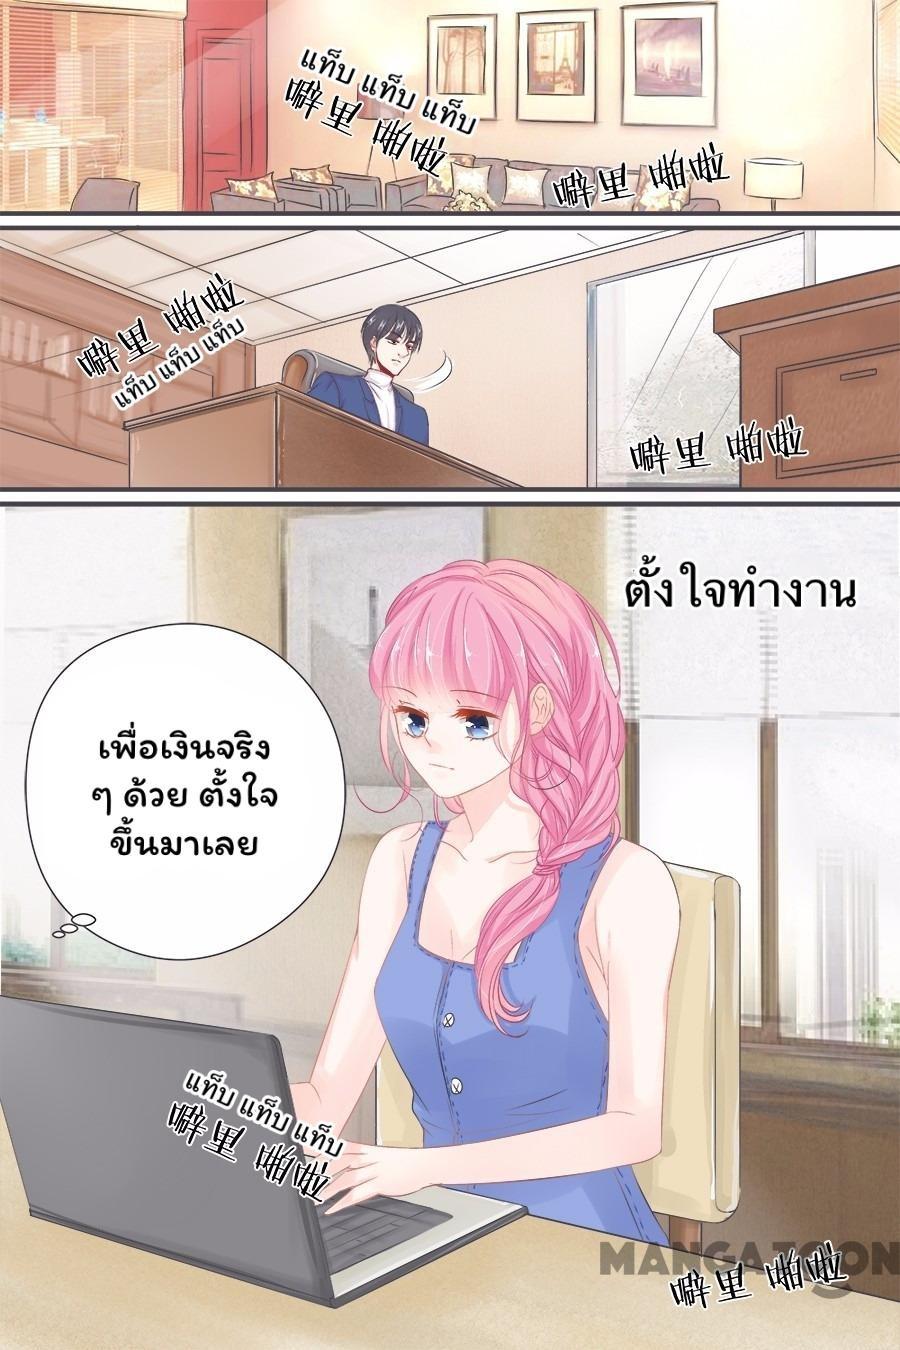 แท็บ แท็บ แท็บ
噼里 啪啦
噼里 啪啦
噼里 啪啦
แท็บ แท็บ แท็บ
噼里 啪啦
ตั้งใจทำงาน
เพื่อเงินจริง
ๆ ด้วย ตั้งใจ
ขึ้นมาเลย
แท็บ แท็บ แท็บ
噼里 啪啦
MANGATOON
噼里 啪啦